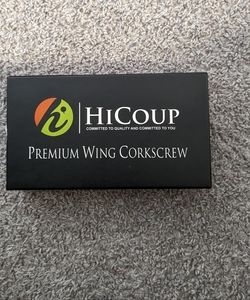 HiCoup
COMMITTED TO QUALITY AND COMMITTED TO YOU
Premium Wing Corkscrew